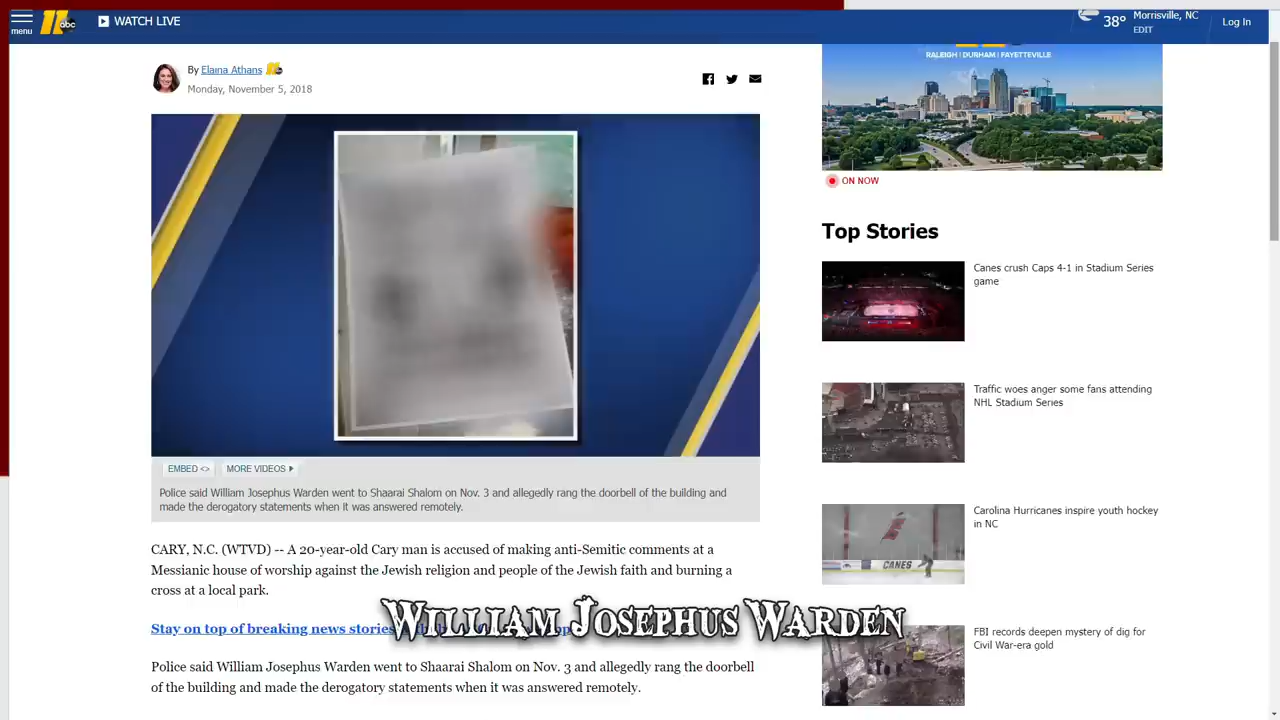 menu
11 abc
WATCH LIVE
38°
Morrisville, NC
EDIT
Log In
By Elaina Athans
Monday, November 5, 2018
RALEIGH | DURHAM | FAYETTEVILLE
ON NOW
Top Stories
Canes crush Caps 4-1 in Stadium Series
game
Traffic woes anger some fans attending
NHL Stadium Series
Carolina Hurricanes inspire youth hockey
in NC
CANES
FBI records deepen mystery of dig for
Civil War-era gold
EMBED <>
MORE VIDEOS
Police said William Josephus Warden went to Shaarai Shalom on Nov. 3 and allegedly rang the doorbell of the building and
made the derogatory statements when it was answered remotely.
CARY, N.C. (WTVD) -- A 20-year-old Cary man is accused of making anti-Semitic comments at a
Messianic house of worship against the Jewish religion and people of the Jewish faith and burning a
cross at a local park.
William Josephus Warden
Stay on top of breaking news stories
Police said William Josephus Warden went to Shaarai Shalom on Nov. 3 and allegedly rang the doorbell
of the building and made the derogatory statements when it was answered remotely.